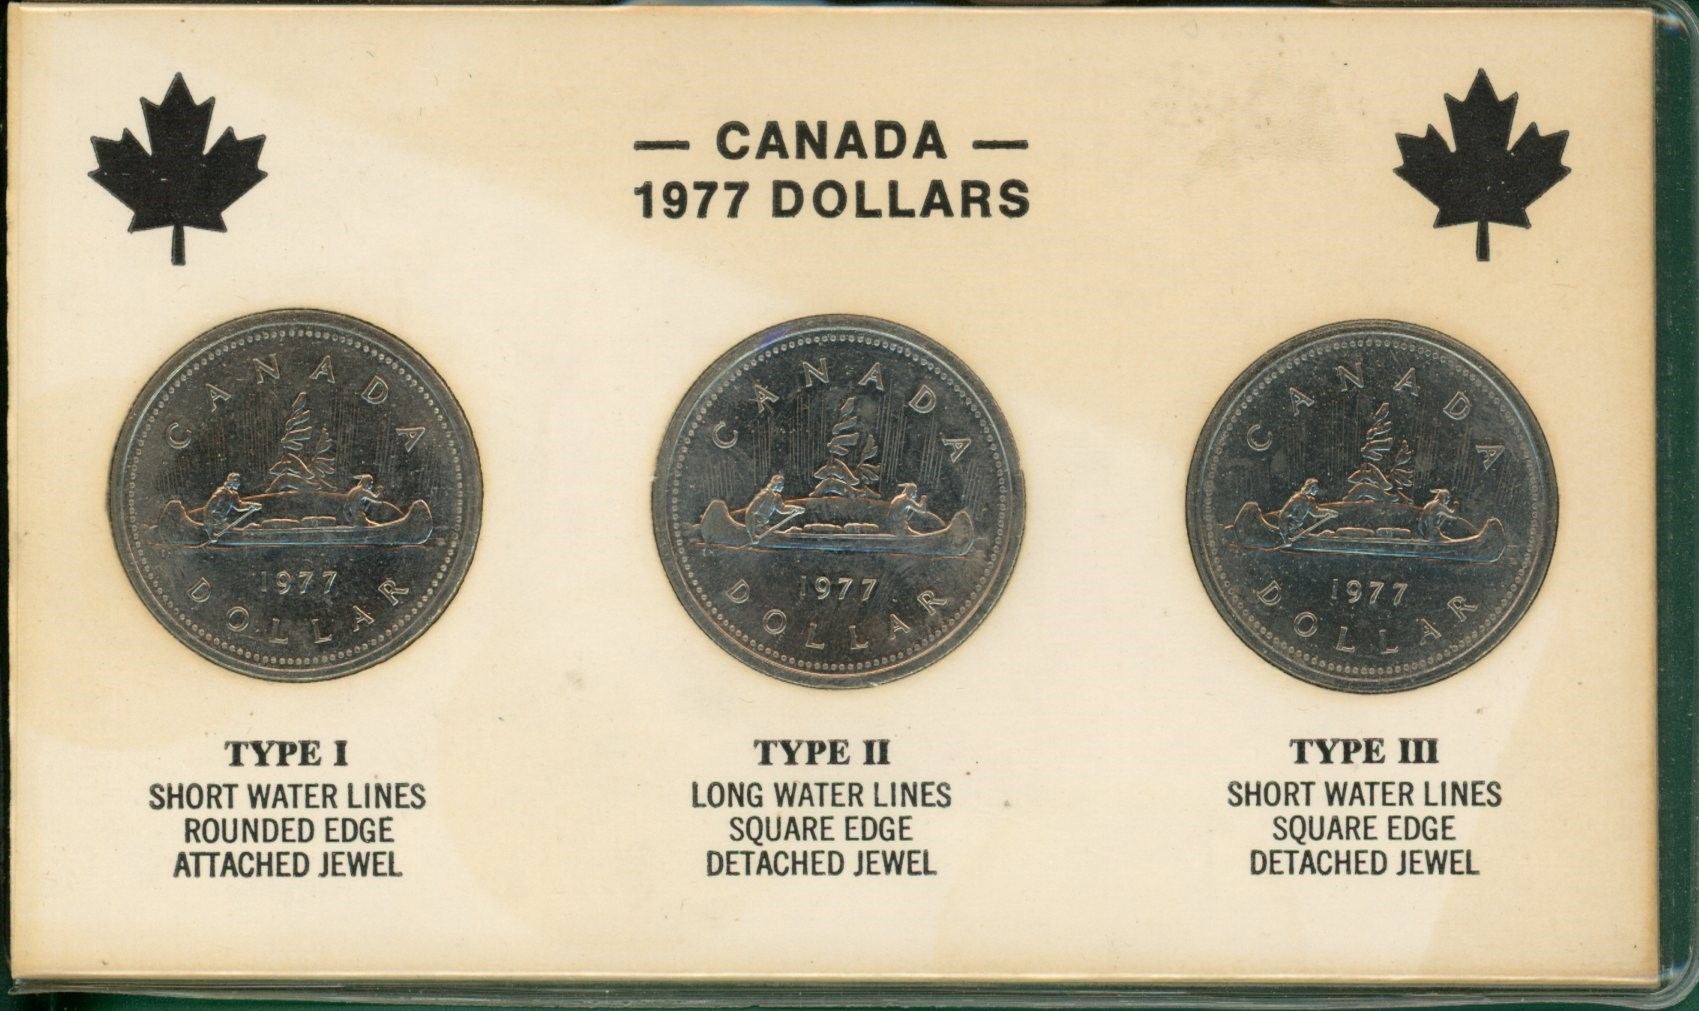 — CANADA —
1977 DOLLARS
CANADA
1977
DOLLAR
CANADA
1977
DOLLAR
CANADA
1977
DOLLAR
TYPE I
SHORT WATER LINES
ROUNDED EDGE
ATTACHED JEWEL
TYPE II
LONG WATER LINES
SQUARE EDGE
DETACHED JEWEL
TYPE III
SHORT WATER LINES
SQUARE EDGE
DETACHED JEWEL